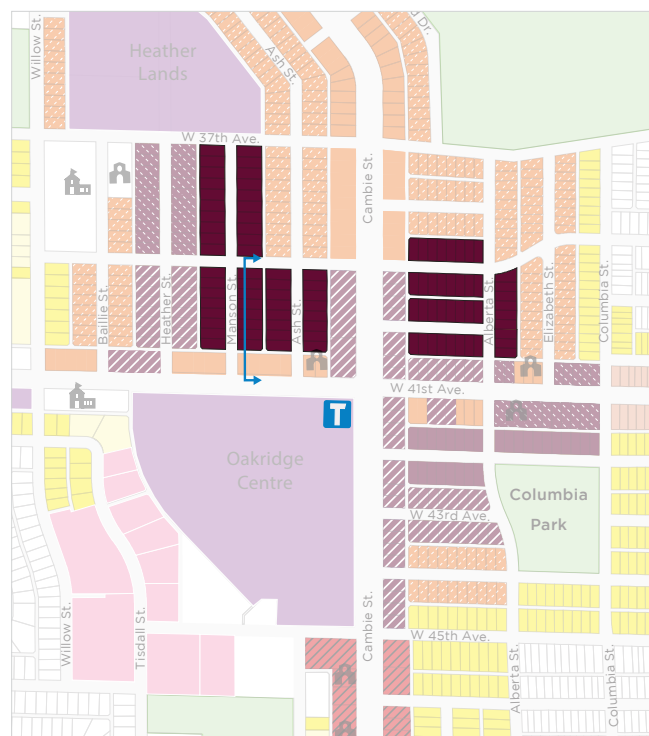 Willow St.
Heather
Lands
Ash St.
Dr.
W 37th Ave.
Cambie St.
Baillie St.
Heather St.
Manson St.
Ash St.
Alberta St.
Elizabeth St.
Columbia St.
W 41st Ave.
T
Oakridge
Centre
Columbia
Park
W 43rd Ave.
Willow St.
Tisdall St.
Cambie St.
W 45th Ave.
Alberta St.
Columbia St.